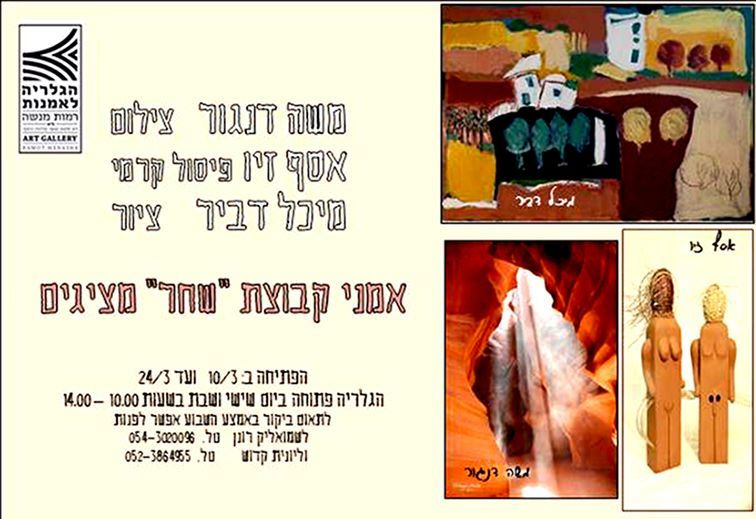 הגלריה
לאמנות
רמות מנשה
ART GALLERY
RAMOT MENASHE
משה דנגור צילום
אסף זיו פיסול קרמי
מיכל דביר ציור
אמני קבוצת "שחר" מציגים
הפתיחה ב: 10/3 ועד 24/3
הגלריה פתוחה ביום שישי ושבת בשעות 10.00 – 14.00
לתאום ביקור באמצע השבוע אפשר לפנות
לשמואליק רונן טל. 054-3020096
וליונית קדוש טל. 052-3864955
מיכל דביר
אסף זיו
משה דנגור